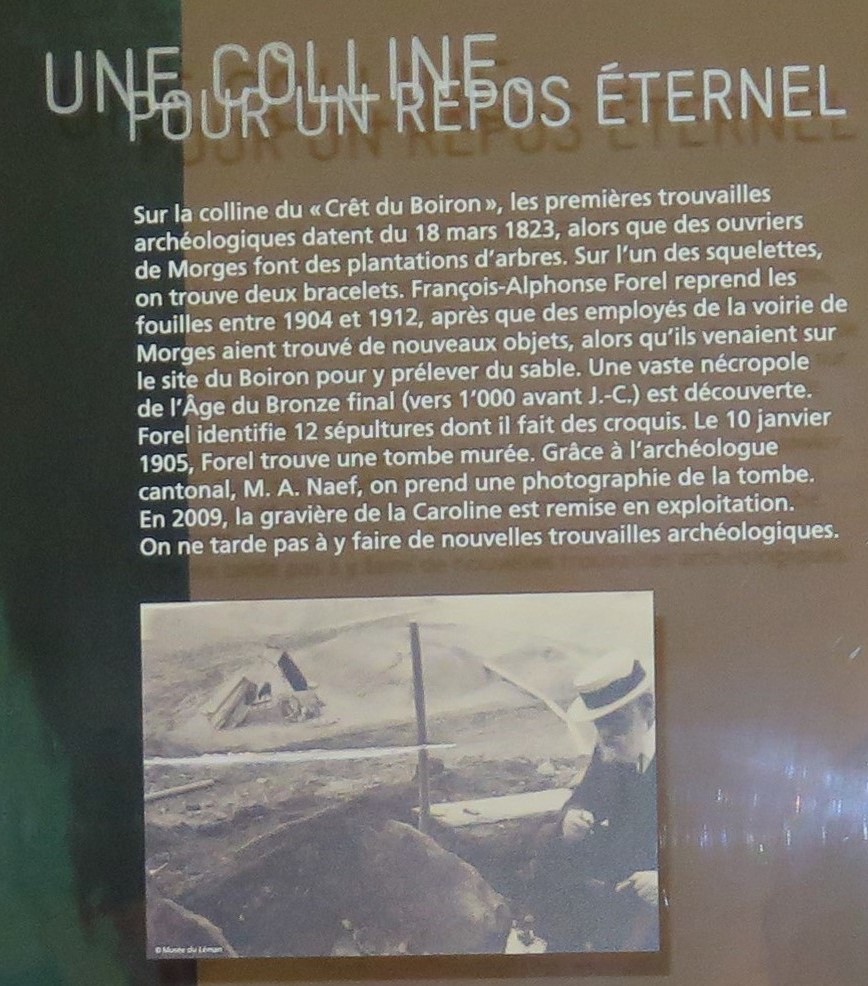 UNE COLLINE
POUR UN REPOS ÉTERNEL
Sur la colline du « Crêt du Boiron », les premières trouvailles
archéologiques datent du 18 mars 1823, alors que des ouvriers
de Morges font des plantations d'arbres. Sur l'un des squelettes,
on trouve deux bracelets. François-Alphonse Forel reprend les
fouilles entre 1904 et 1912, après que des employés de la voirie de
Morges aient trouvé de nouveaux objets, alors qu'ils venaient sur
le site du Boiron pour y prélever du sable. Une vaste nécropole
de l'Âge du Bronze final (vers 1'000 avant J.-C.) est découverte.
Forel identifie 12 sépultures dont il fait des croquis. Le 10 janvier
1905, Forel trouve une tombe murée. Grâce à l'archéologue
cantonal, M. A. Naef, on prend une photographie de la tombe.
En 2009, la gravière de la Caroline est remise en exploitation.
On ne tarde pas à y faire de nouvelles trouvailles archéologiques.
© Musée du Léman